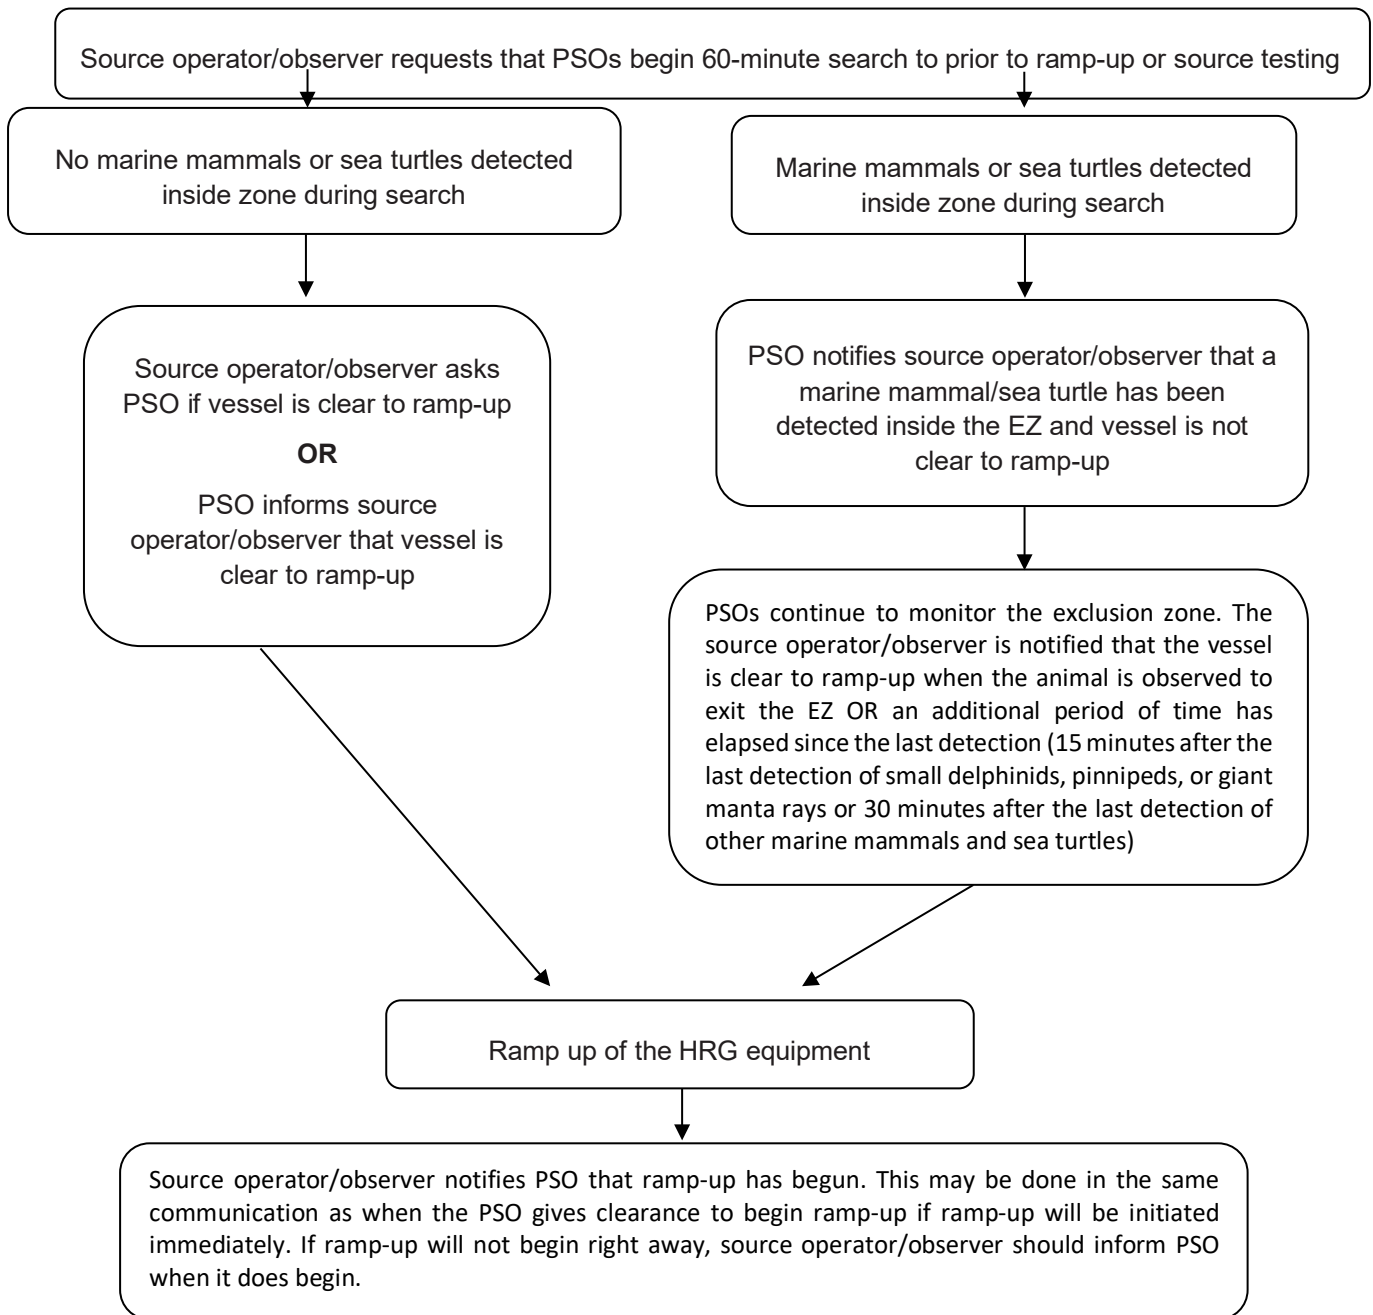 Source operator/observer requests that PSOs begin 60-minute search to prior to ramp-up or source testing
No marine mammals or sea turtles detected
inside zone during search
Marine mammals or sea turtles detected
inside zone during search
Source operator/observer asks
PSO if vessel is clear to ramp-up
OR
PSO informs source
operator/observer that vessel is
clear to ramp-up
PSO notifies source operator/observer that a
marine mammal/sea turtle has been
detected inside the EZ and vessel is not
clear to ramp-up
PSOs continue to monitor the exclusion zone. The
source operator/observer is notified that the vessel
is clear to ramp-up when the animal is observed to
exit the EZ OR an additional period of time has
elapsed since the last detection (15 minutes after the
last detection of small delphinids, pinnipeds, or giant
manta rays or 30 minutes after the last detection of
other marine mammals and sea turtles)
Ramp up of the HRG equipment
Source operator/observer notifies PSO that ramp-up has begun. This may be done in the same
communication as when the PSO gives clearance to begin ramp-up if ramp-up will be initiated
immediately. If ramp-up will not begin right away, source operator/observer should inform PSO
when it does begin.